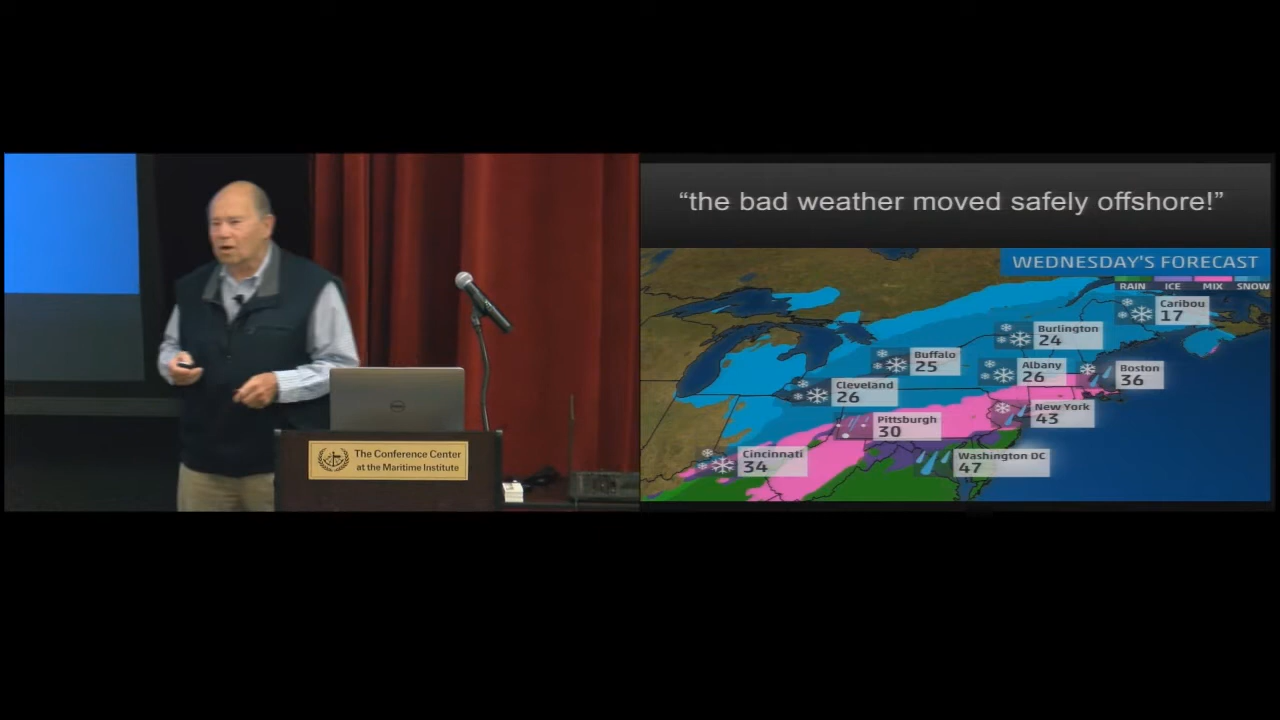 The Conference Center
at the Maritime Institute
DELL
“the bad weather moved safely offshore!”
WEDNESDAY'S FORECAST
RAIN ICE MIX SNOW
Caribou
17
Burlington
24
Buffalo
25
Albany
26
Boston
36
Cleveland
26
New York
43
Pittsburgh
30
Cincinnati
34
Washington DC
47